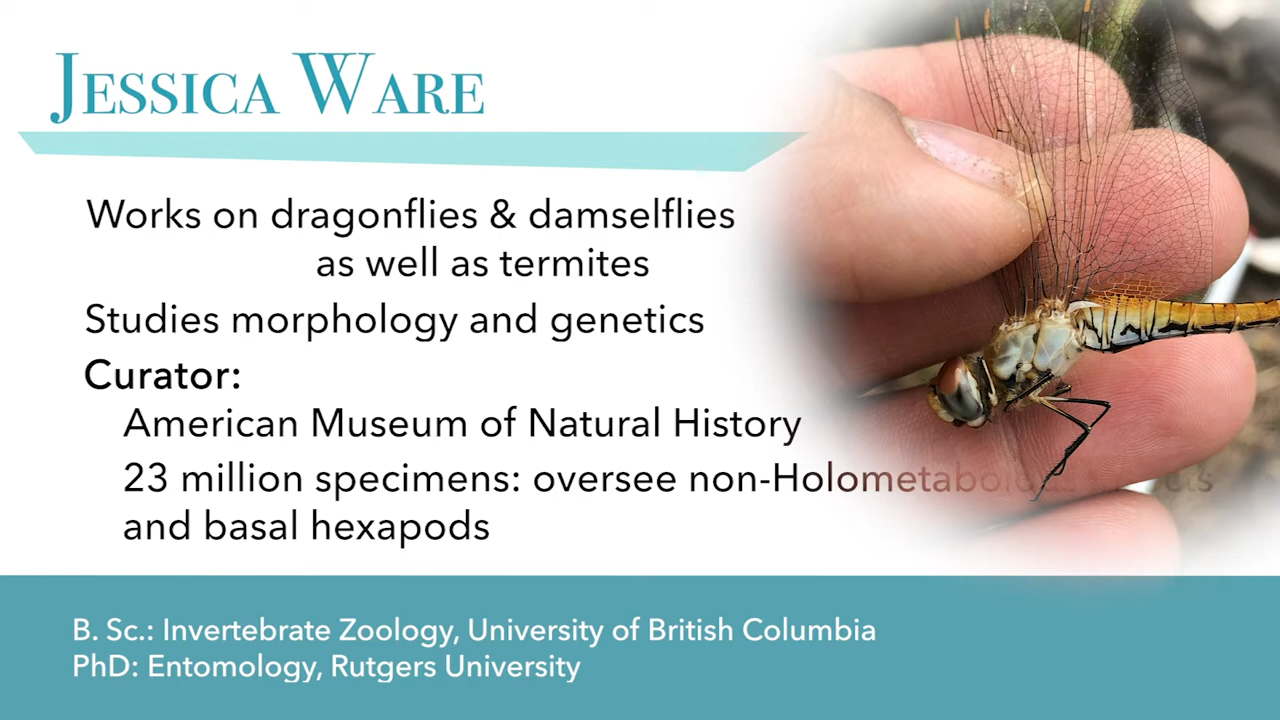 JESSICA WARE
Works on dragonflies & damselflies
as well as termites
Studies morphology and genetics
Curator:
American Museum of Natural History
23 million specimens: oversee non-Holometabolous
and basal hexapods
B. Sc.: Invertebrate Zoology, University of British Columbia
PhD: Entomology, Rutgers University